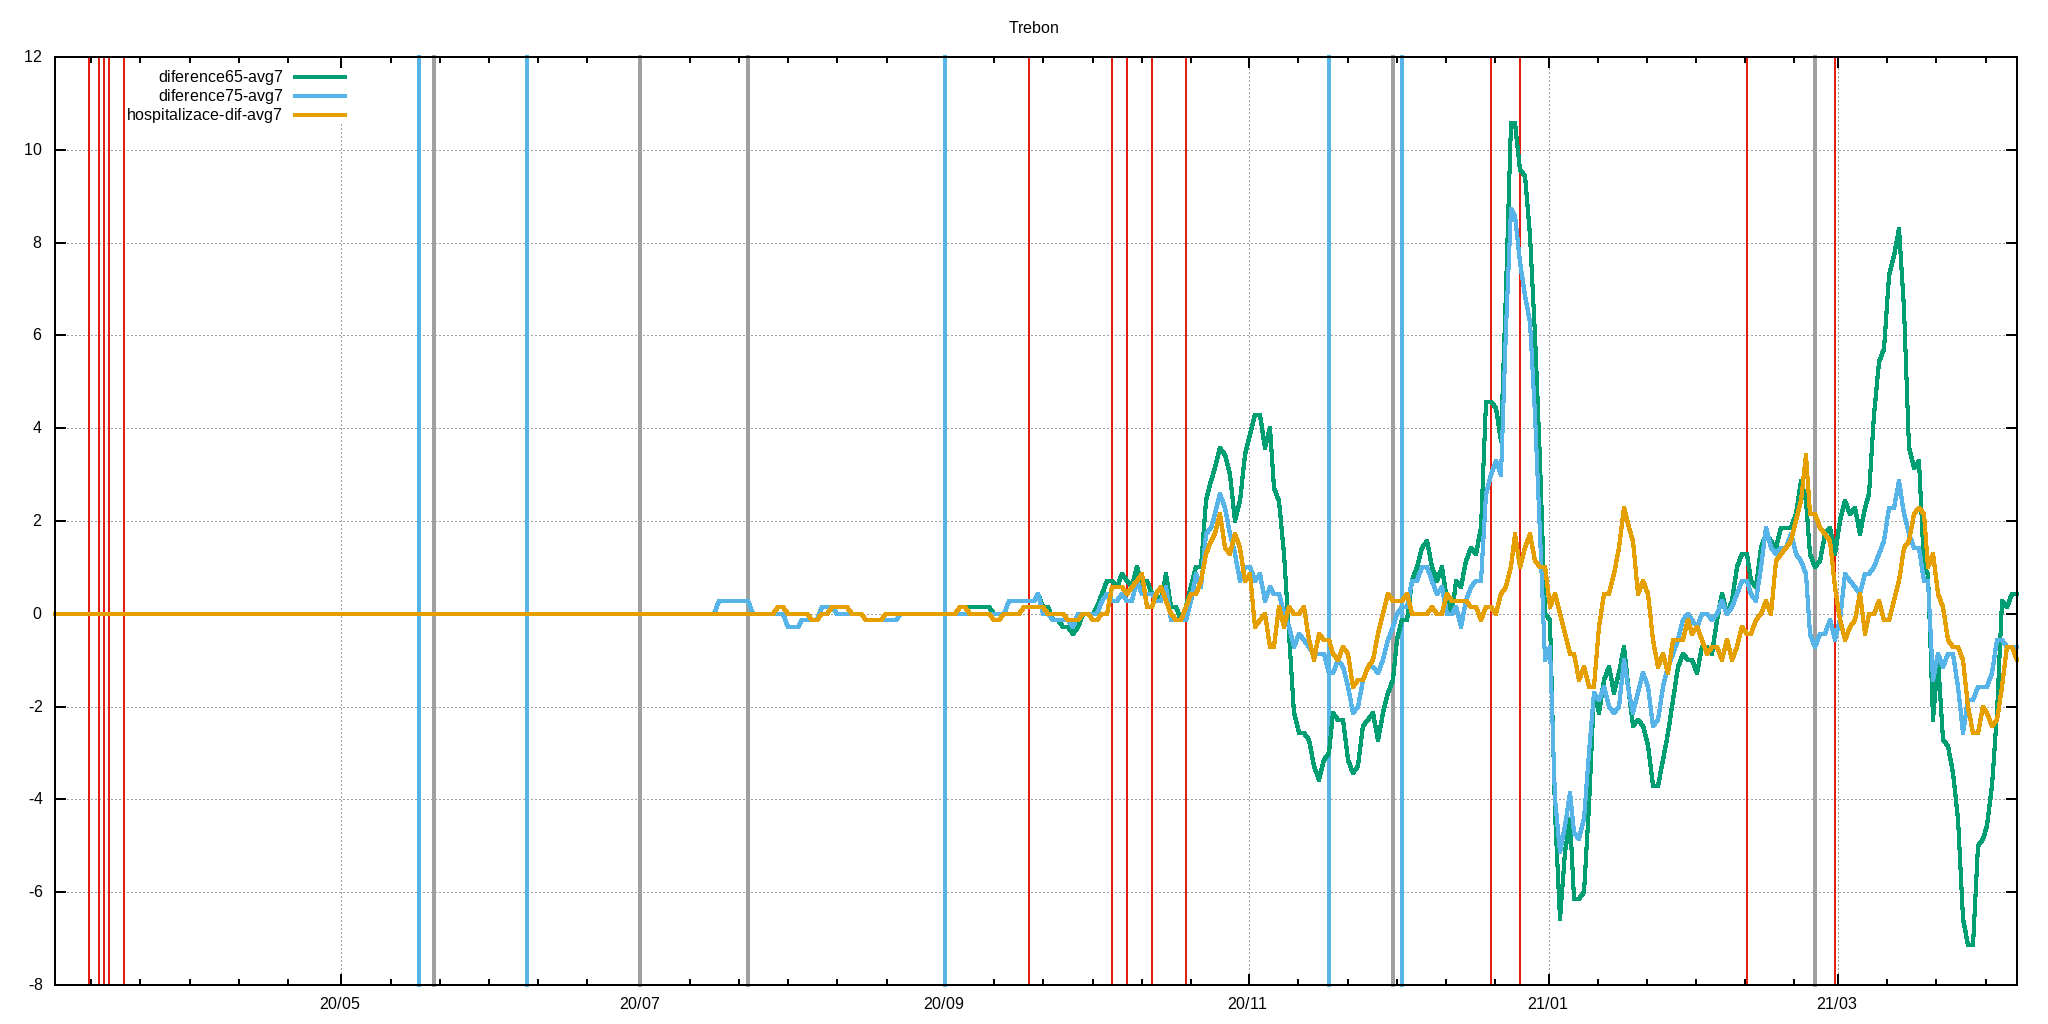 Trebon
12
diference65-avg7
diference75-avg7
hospitalizace-dif-avg7
10
8
6
4
2
0
-2
-4
-6
-8
20/05 20/07 20/09 20/11 21/01 21/03